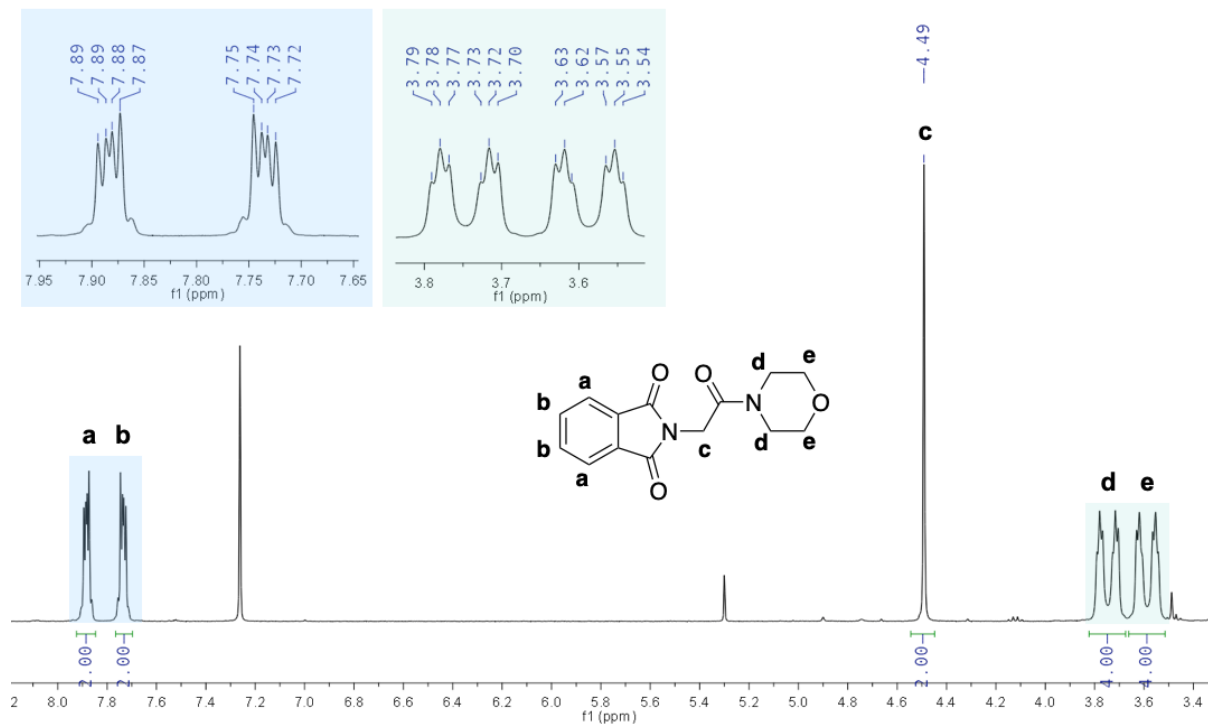 7.89
7.89
7.88
7.87
7.75
7.74
7.73
7.72
3.79
3.78
3.77
3.73
3.72
3.70
3.63
3.62
3.57
3.55
3.54
4.49
7.95 7.90 7.85 7.80 7.75 7.70 7.65
f1 (ppm)
3.8 3.7 3.6
f1 (ppm)
c
O
a
b
N
O
b
a
O
c
N
d
e
O
d
e
a b
d e
2.00
2.00
2.00
4.00
4.00
8.0 7.8 7.6 7.4 7.2 7.0 6.8 6.6 6.4 6.2 6.0 5.8 5.6 5.4 5.2 5.0 4.8 4.6 4.4 4.2 4.0 3.8 3.6 3.4
f1 (ppm)